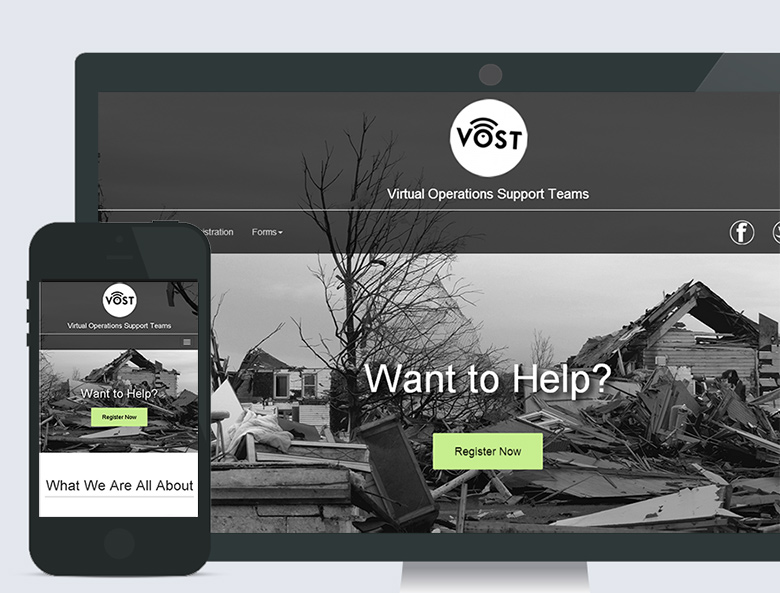 VOST
Virtual Operations Support Teams
Forms
Want to Help?
Register Now
VOST
Virtual Operations Support Teams
Want to Help?
Register Now
What We Are All About